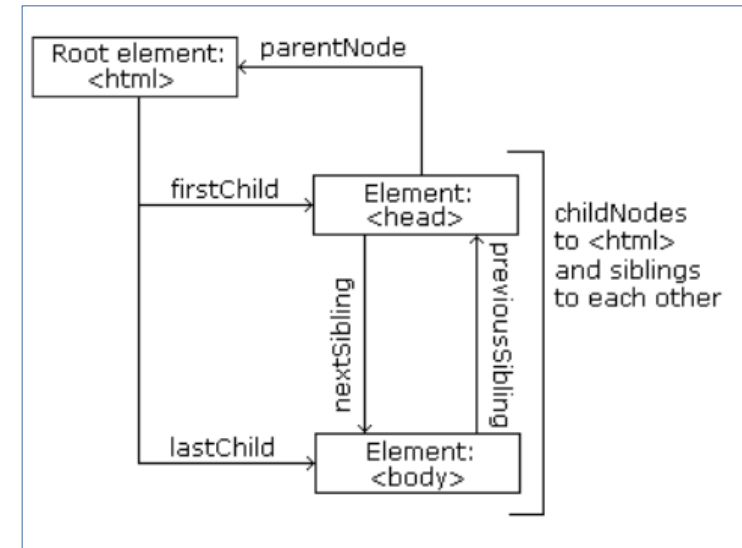 Root element:
<html>
parentNode
firstChild
Element:
<head>
childNodes
to <html>
and siblings
to each other
nextSibling
previousSibling
lastChild
Element:
<body>